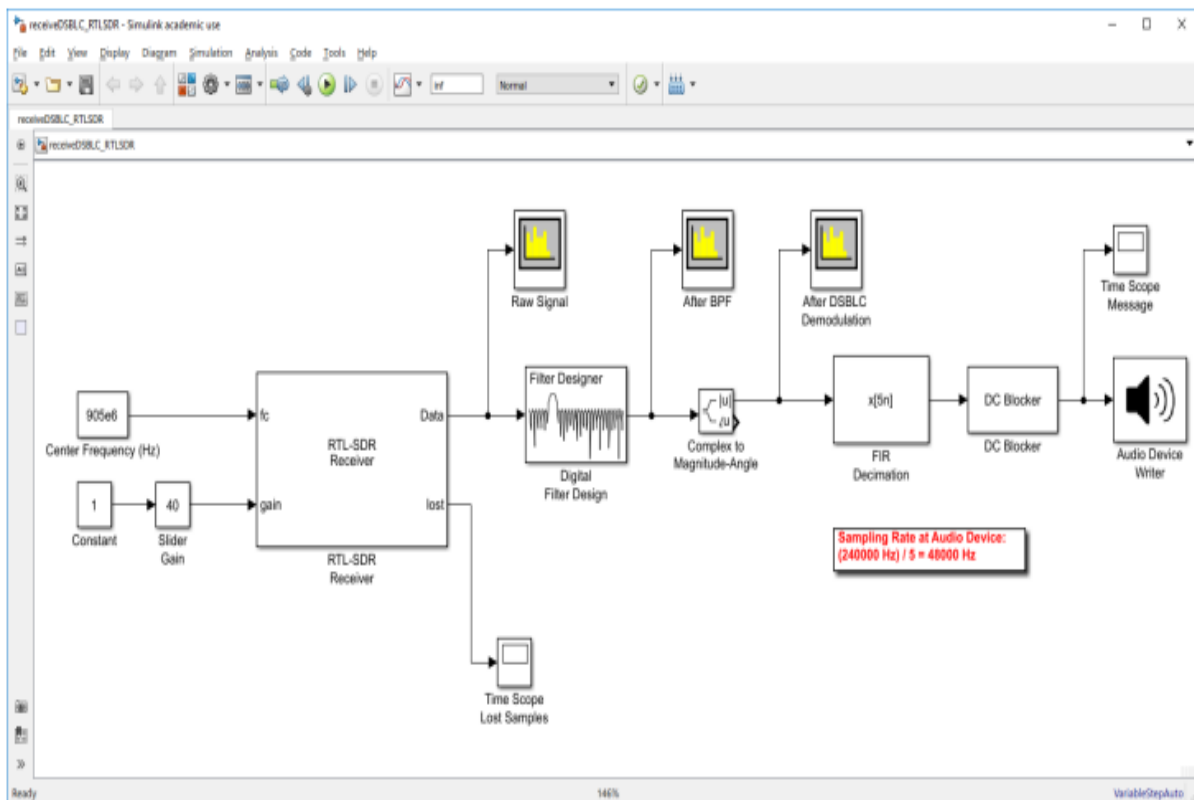 receiveDSBLC_RTLSDR - Simulink academic use
File Edit View Display Diagram Simulation Analysis Code Tools Help
Inf
Normal
receiveDSBLC_RTLSDR
receiveDSBLC_RTLSDR
Raw Signal
After BPF
After DSBLC
Demodulation
Time Scope
Message
905e6
Center Frequency (Hz)
1
Constant
40
Slider
Gain
fc
gain
RTL-SDR
Receiver
Data
lost
RTL-SDR
Receiver
Filter Designer
Digital
Filter Design
|u|
∠u
Complex to
Magnitude-Angle
x[5n]
FIR
Decimation
DC Blocker
DC Blocker
Audio Device
Writer
Sampling Rate at Audio Device:
(240000 Hz) / 5 = 48000 Hz
Time Scope
Lost Samples
Ready
146%
VariableStepAuto